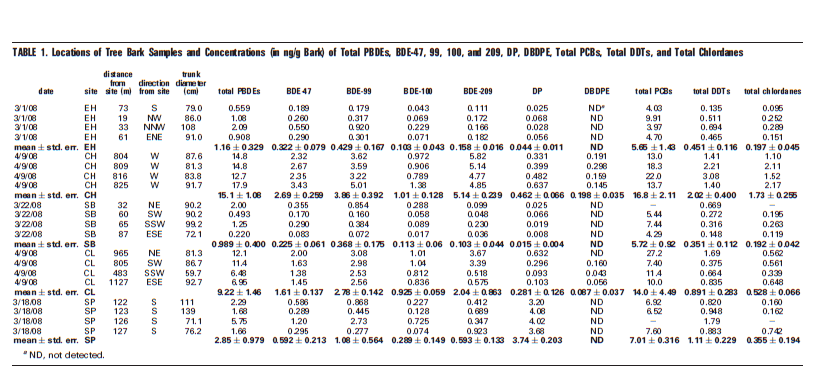 TABLE 1. Locations of Tree Bark Samples and Concentrations (in ng/g Bark) of Total PBDEs, BDE-47, 99, 100, and 209, DP, DBDPE, Total PCBs, Total DDTs, and Total Chlordanes
date site distance from site (m) direction from site trunk diameter (cm) total PBDEs BDE 47 BDE-99 BDE-100 BDE-209 DP DBDPE total PCBs total DDTs total chlordanes
3/1/08 EH 73 S 79.0 0.559 0.189 0.179 0.043 0.111 0.025 ND^a 4.03 0.135 0.095
3/1/08 EH 19 NW 86.0 1.08 0.260 0.317 0.069 0.172 0.068 ND 9.91 0.511 0.252
3/1/08 EH 33 NNW 108 2.09 0.550 0.920 0.229 0.166 0.028 ND 3.97 0.694 0.289
3/1/08 EH 61 ENE 91.0 0.908 0.290 0.301 0.071 0.182 0.056 ND 4.70 0.465 0.151
mean ± std. err. EH 1.16 ± 0.329 0.322 ± 0.079 0.429 ± 0.167 0.103 ± 0.043 0.158 ± 0.016 0.044 ± 0.011 ND 5.65 ± 1.43 0.451 ± 0.116 0.197 ± 0.045
4/9/08 CH 804 W 87.6 14.8 2.32 3.62 0.972 5.82 0.331 0.191 13.0 1.41 1.10
4/9/08 CH 809 W 81.3 14.8 2.67 3.59 0.906 5.14 0.399 0.298 18.3 2.21 2.11
4/9/08 CH 816 W 83.8 12.7 2.35 3.22 0.789 4.77 0.482 0.159 22.0 3.08 1.52
4/9/08 CH 825 W 91.7 17.9 3.43 5.01 1.38 4.85 0.637 0.145 13.7 1.40 2.17
mean ± std. err. CH 15.1 ± 1.08 2.69 ± 0.259 3.86 ± 0.392 1.01 ± 0.128 5.14 ± 0.239 0.462 ± 0.066 0.198 ± 0.035 16.8 ± 2.11 2.02 ± 0.400 1.73 ± 0.255
3/22/08 SB 32 NE 90.2 2.00 0.355 0.854 0.288 0.099 0.025 ND – 0.669 –
3/22/08 SB 60 SW 90.2 0.493 0.170 0.160 0.058 0.048 0.066 ND 5.44 0.272 0.195
3/22/08 SB 65 SSW 99.2 1.25 0.290 0.384 0.089 0.230 0.019 ND 7.44 0.316 0.263
3/22/08 SB 87 ESE 72.1 0.220 0.083 0.072 0.017 0.036 0.008 ND 4.29 0.148 0.119
mean ± std. err. SB 0.989 ± 0.400 0.225 ± 0.061 0.368 ± 0.175 0.113 ± 0.06 0.103 ± 0.044 0.015 ± 0.004 ND 5.72 ± 0.92 0.351 ± 0.112 0.192 ± 0.042
4/9/08 CL 965 NE 81.3 12.1 2.00 3.08 1.01 3.67 0.632 ND 27.2 1.69 0.562
4/9/08 CL 805 SW 86.7 11.4 1.63 2.98 1.04 3.39 0.296 0.160 7.40 0.375 0.561
4/9/08 CL 483 SSW 59.7 6.48 1.38 2.53 0.812 0.518 0.093 0.043 11.4 0.664 0.339
4/9/08 CL 1127 ESE 92.7 6.95 1.45 2.56 0.836 0.575 0.103 0.056 10.0 0.835 0.648
mean ± std. err. CL 9.22 ± 1.46 1.61 ± 0.137 2.78 ± 0.142 0.925 ± 0.059 2.04 ± 0.863 0.281 ± 0.126 0.087 ± 0.037 14.0 ± 4.49 0.891 ± 0.283 0.528 ± 0.066
3/18/08 SP 122 S 111 2.29 0.586 0.868 0.227 0.412 3.20 ND 6.92 0.820 0.160
3/18/08 SP 123 S 139 1.68 0.289 0.445 0.128 0.689 4.08 ND 6.52 0.948 0.164
3/18/08 SP 126 S 71.1 5.75 1.20 2.73 0.725 0.347 4.02 ND – 1.79 –
3/18/08 SP 127 S 76.2 1.66 0.295 0.277 0.074 0.923 3.68 ND 7.60 0.883 0.742
mean ± std. err. SP 2.85 ± 0.979 0.592 ± 0.213 1.08 ± 0.564 0.289 ± 0.149 0.593 ± 0.133 3.74 ± 0.203 ND 7.01 ± 0.316 1.11 ± 0.229 0.355 ± 0.194
^a ND, not detected.